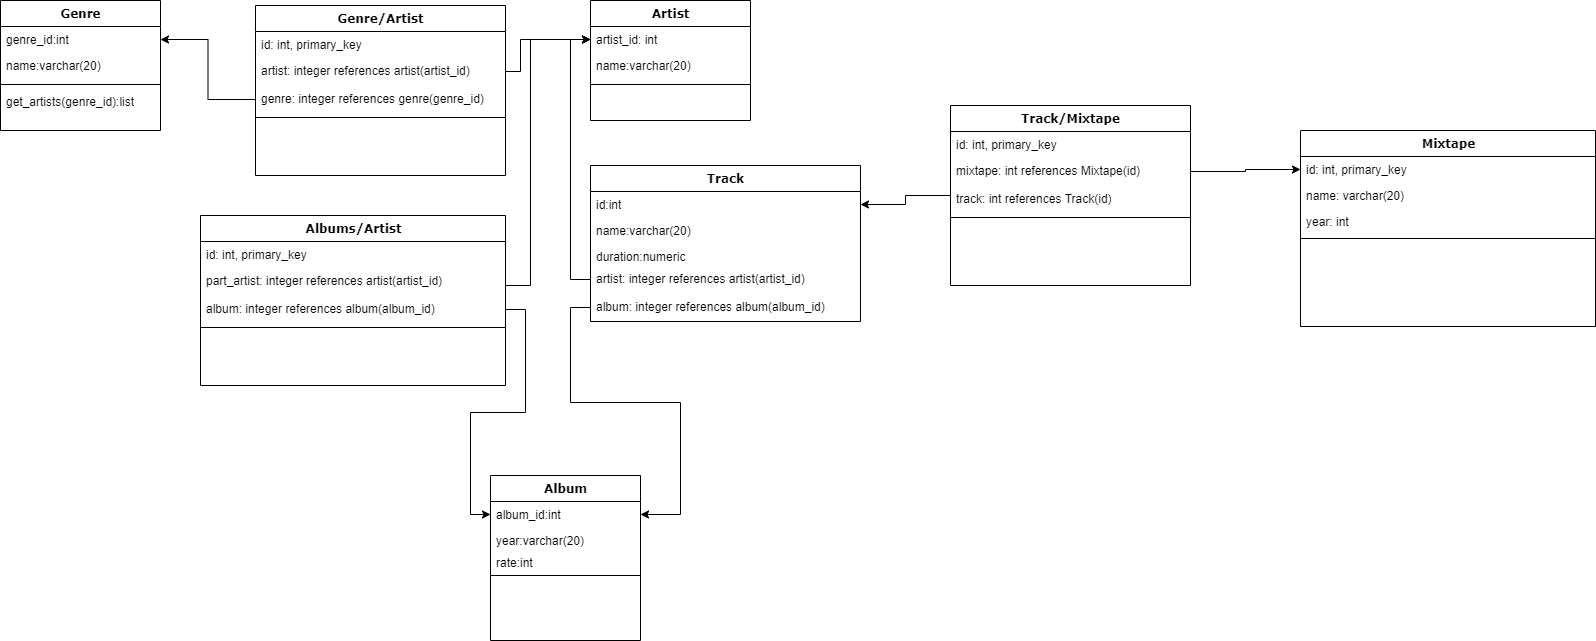 Genre
genre_id:int
name:varchar(20)
get_artists(genre_id):list
Genre/Artist
id: int, primary_key
artist: integer references artist(artist_id)
genre: integer references genre(genre_id)
Artist
artist_id: int
name:varchar(20)
Track/Mixtape
id: int, primary_key
mixtape: int references Mixtape(id)
track: int references Track(id)
Mixtape
id: int, primary_key
name: varchar(20)
year: int
Track
id:int
name:varchar(20)
duration:numeric
artist: integer references artist(artist_id)
album: integer references album(album_id)
Albums/Artist
id: int, primary_key
part_artist: integer references artist(artist_id)
album: integer references album(album_id)
Album
album_id:int
year:varchar(20)
rate:int